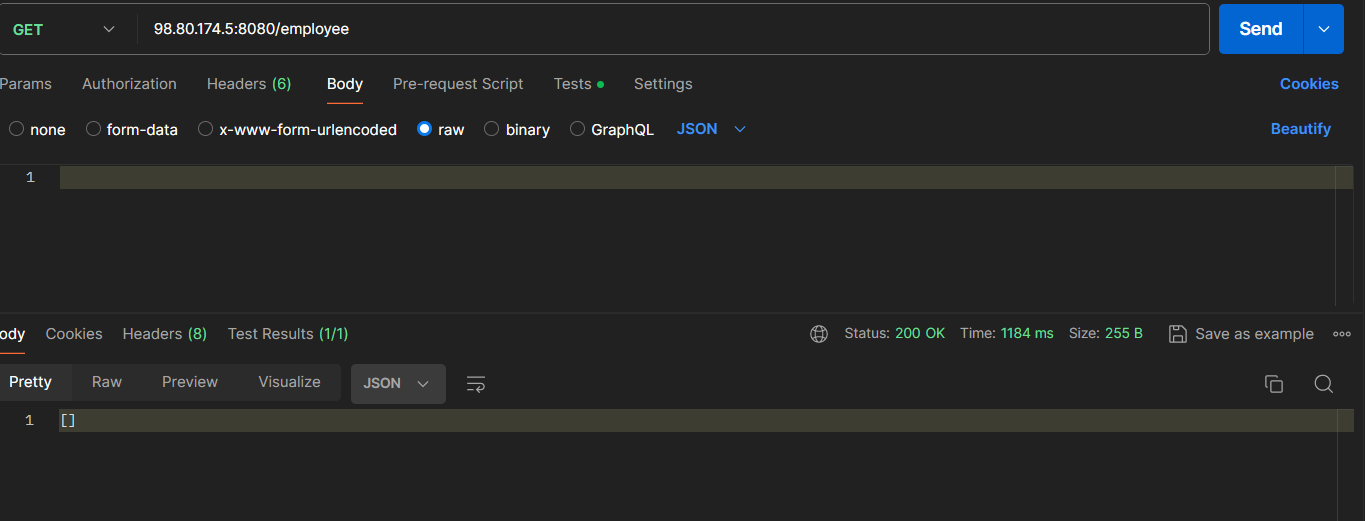 GET 98.80.174.5:8080/employee Send
Params Authorization Headers (6) Body Pre-request Script Tests Settings Cookies
none form-data x-www-form-urlencoded raw binary GraphQL JSON Beautify
1
ody Cookies Headers (8) Test Results (1/1) Status: 200 OK Time: 1184 ms Size: 255 B Save as example
Pretty Raw Preview Visualize JSON
1 []